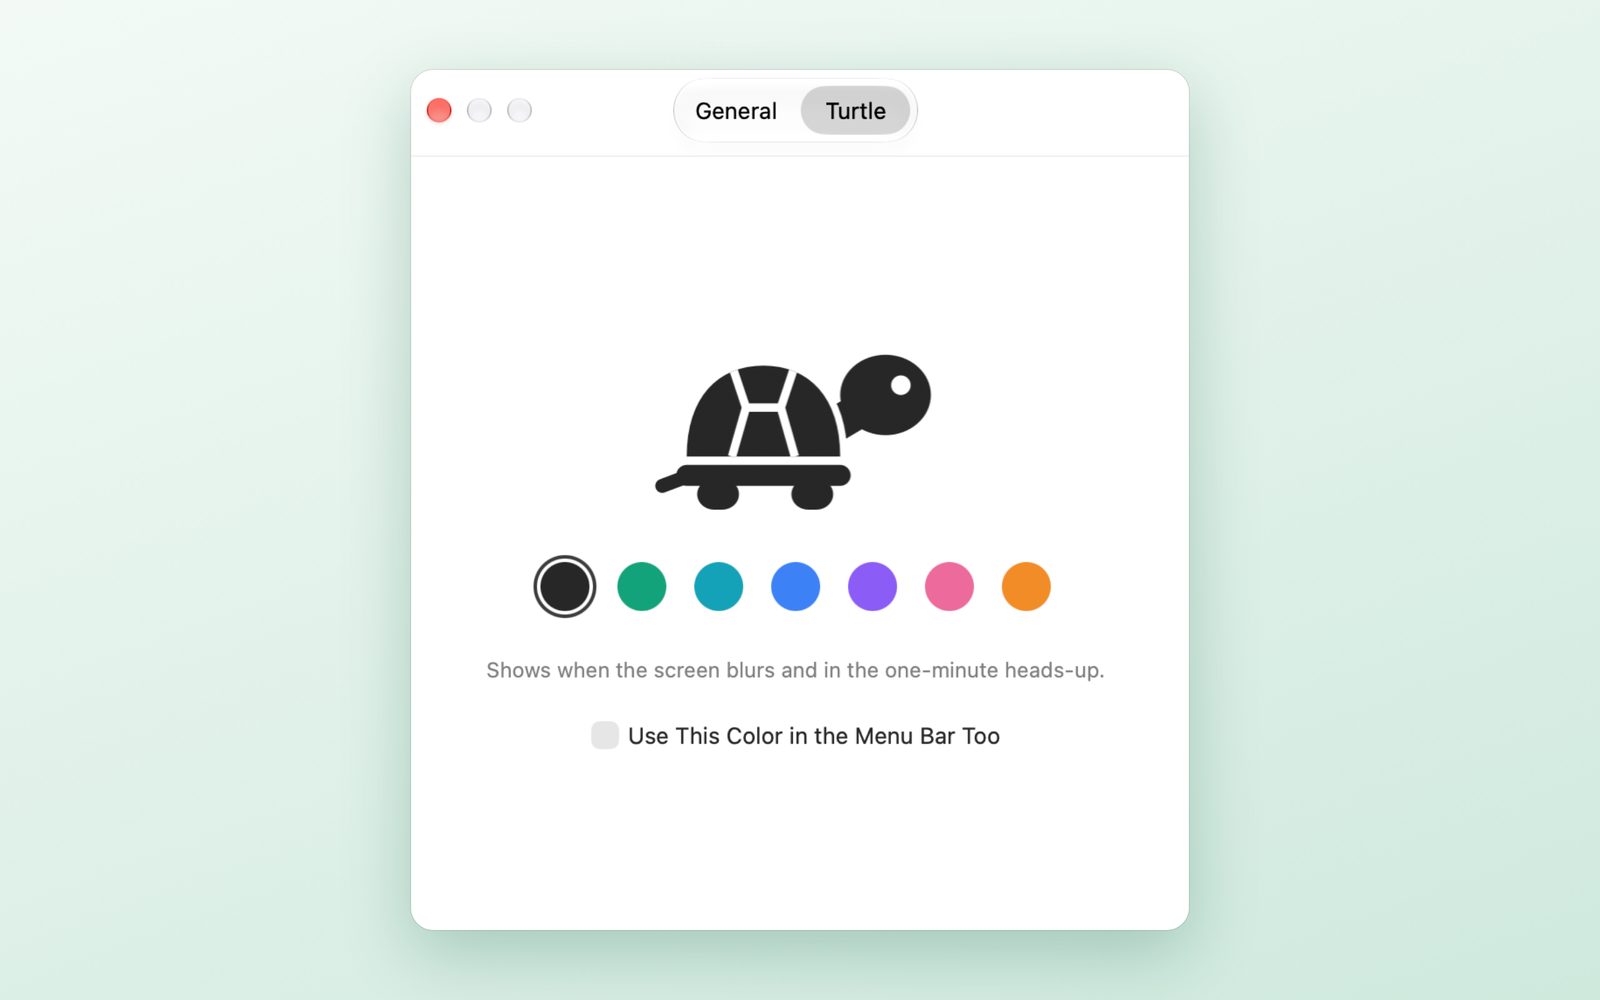 General
Turtle
Shows when the screen blurs and in the one-minute heads-up.
Use This Color in the Menu Bar Too